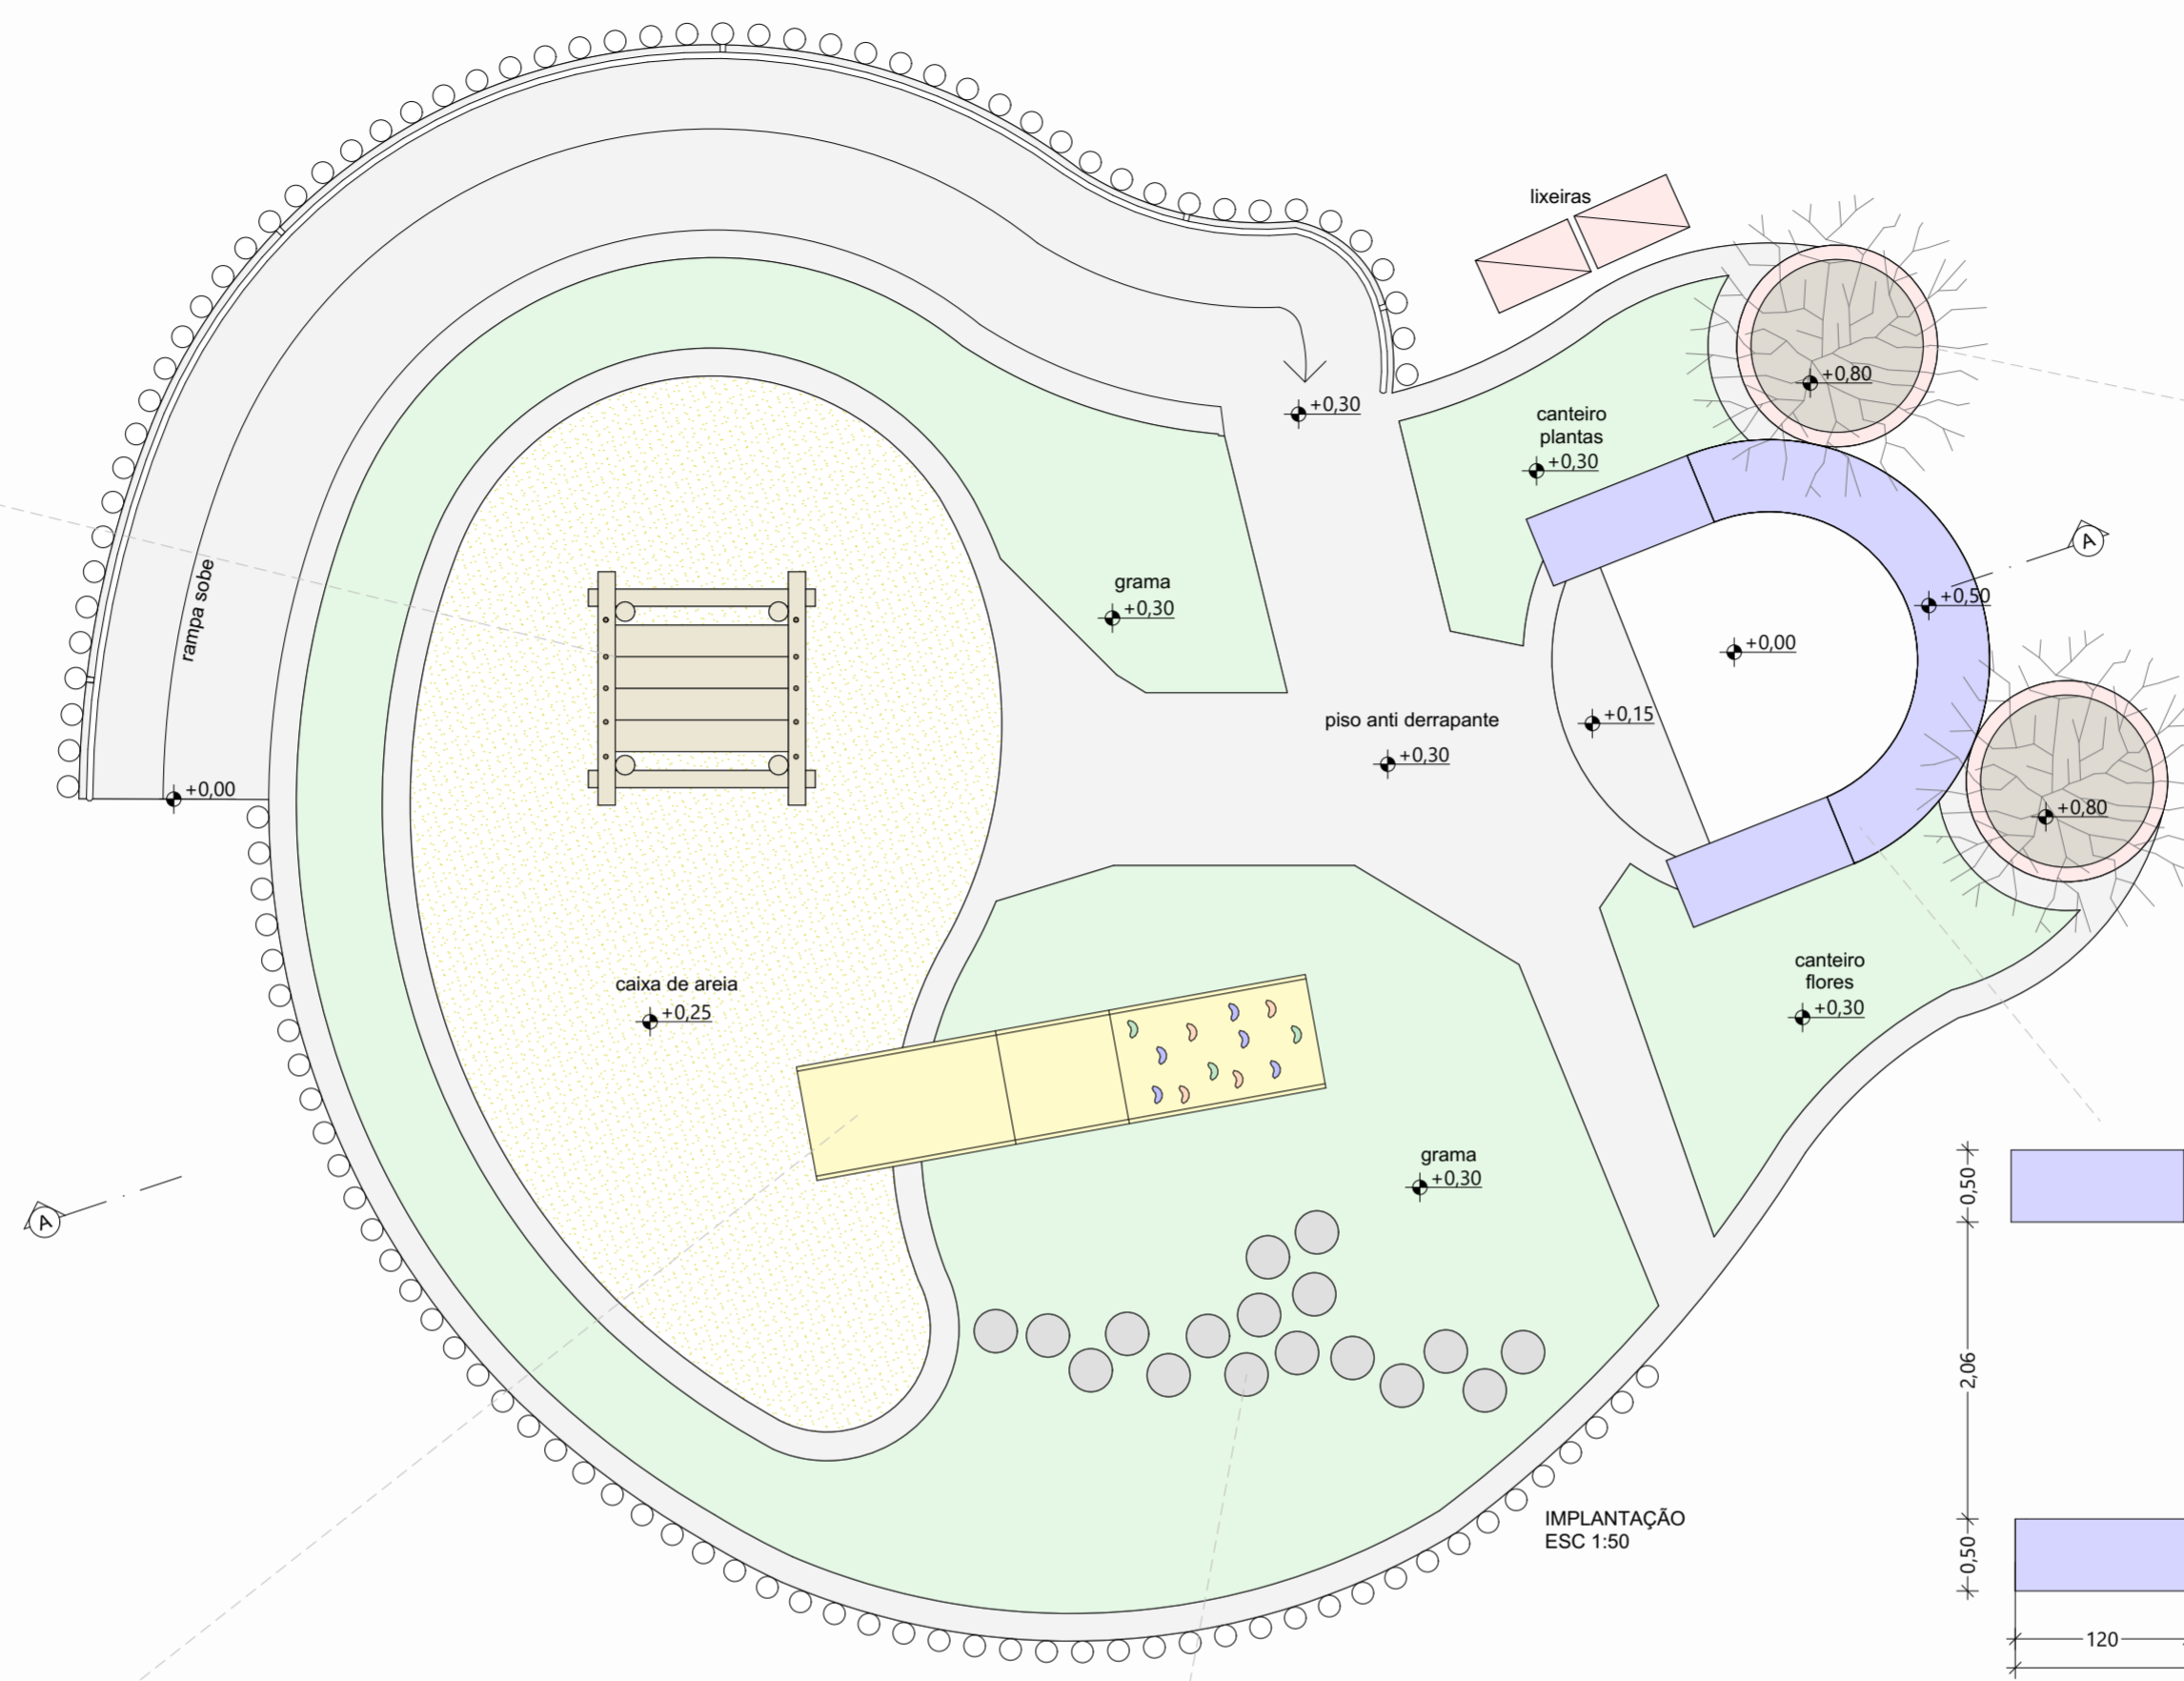 lixeiras
+0,80
+0,30
canteiro
plantas
+0,30
A
rampa sobe
grama
+0,30
+0,50
+0,00
piso anti derrapante
+0,30
+0,15
+0,00
+0,80
caixa de areia
+0,25
canteiro
flores
+0,30
grama
+0,30
A
0,50
2,06
0,50
IMPLANTAÇÃO
ESC 1:50
120